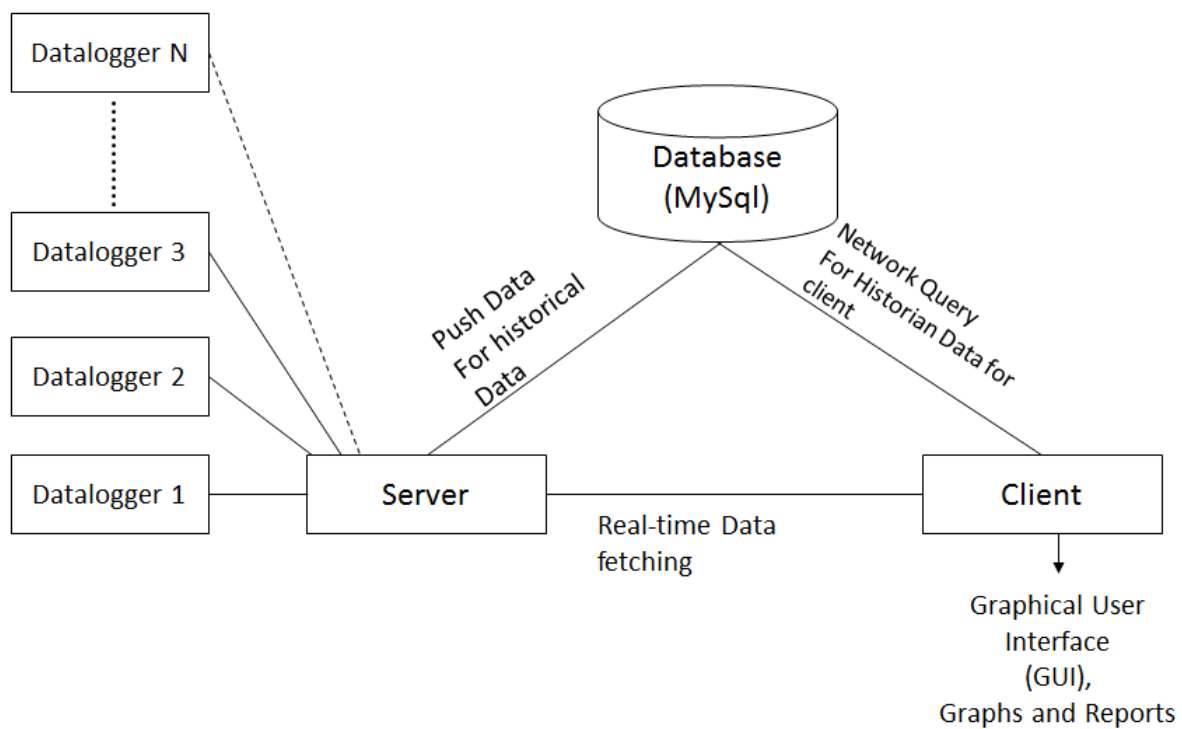 Datalogger N
Database
(MySql)
Datalogger 3
Datalogger 2
Datalogger 1
Push Data
For historical
Data
Network Query
For Historian Data for
client
Server
Client
Real-time Data
fetching
Graphical User
Interface
(GUI),
Graphs and Reports